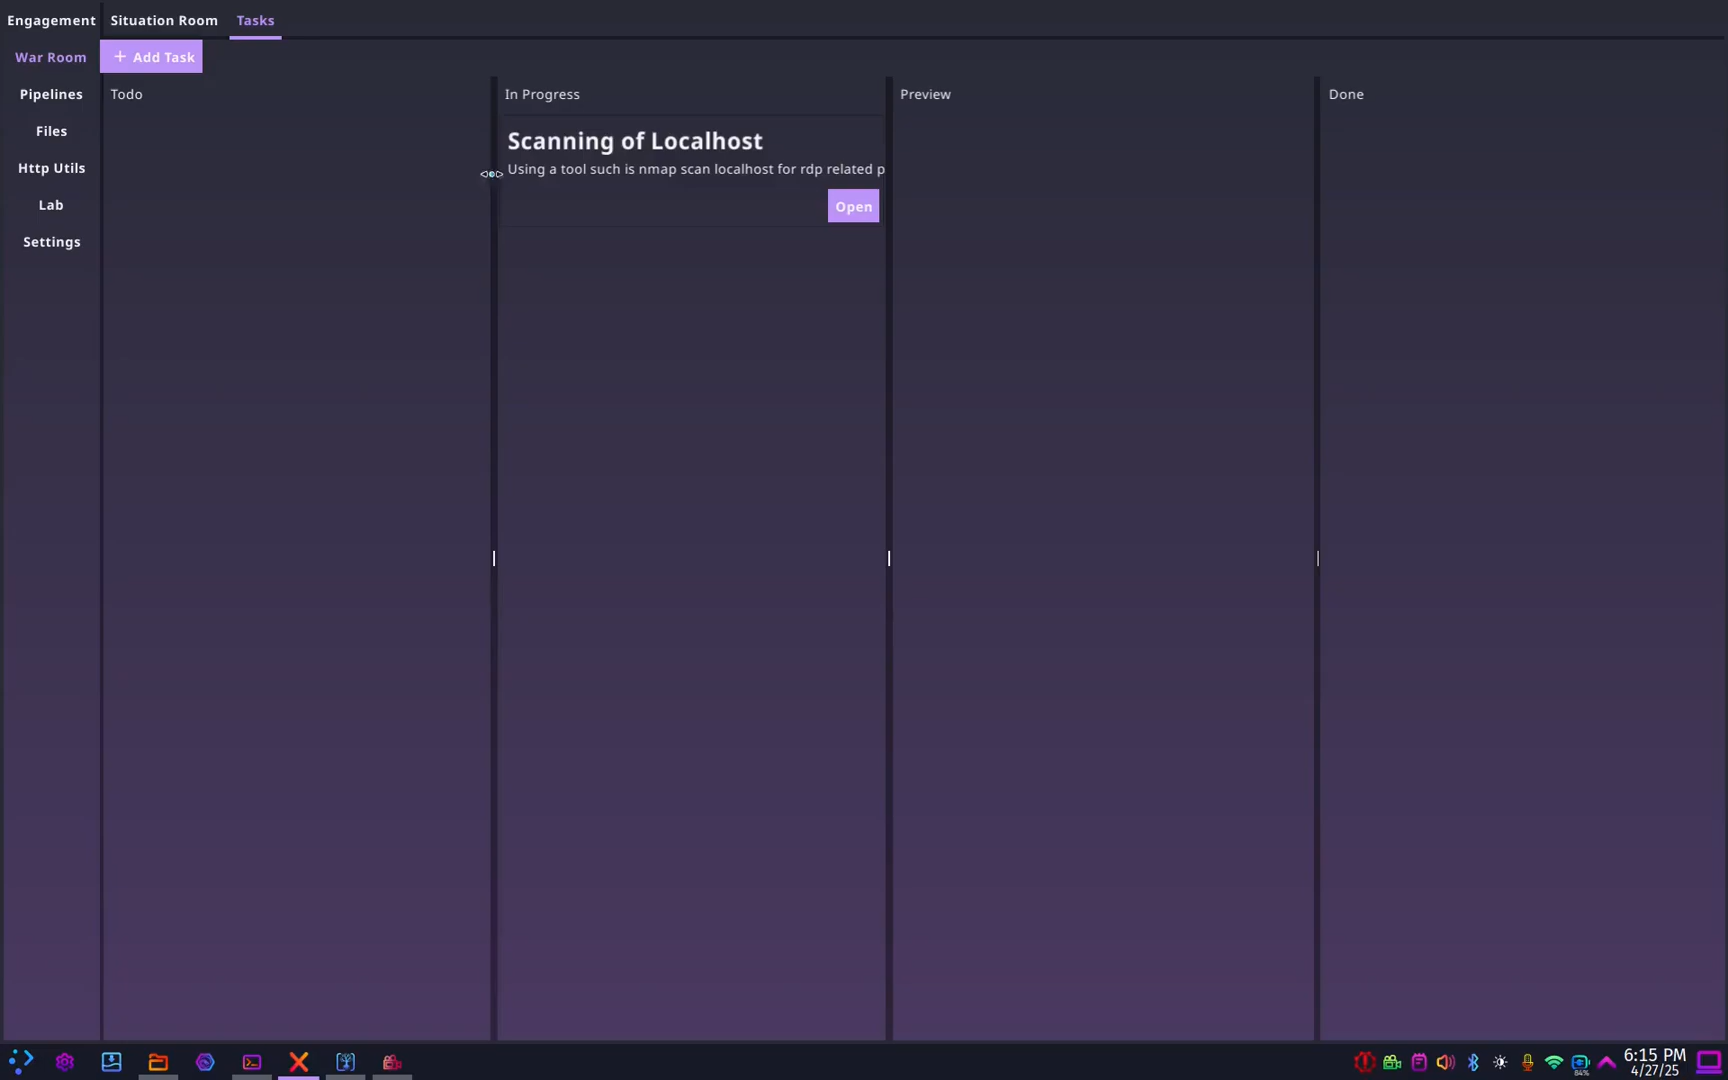 Engagement
Situation Room
Tasks
War Room
+ Add Task
Pipelines
Files
Http Utils
Lab
Settings
Todo
In Progress
Preview
Done
Scanning of Localhost
Using a tool such is nmap scan localhost for rdp related p
Open
84%
6:15 PM
4/27/25